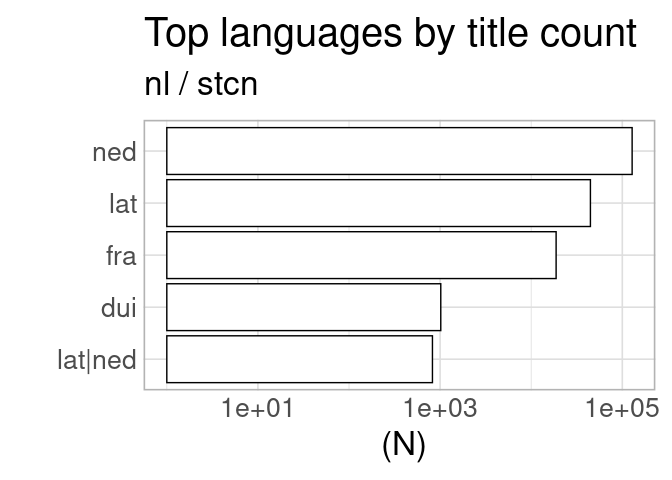 Top languages by title count
nl / stcn
ned
lat
fra
dui
lat|ned
1e+01 1e+03 1e+05
(N)